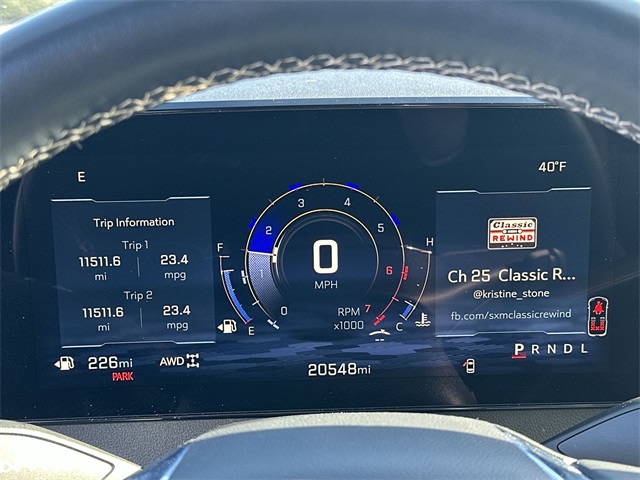 E
40°F
Trip Information
Trip 1
11511.6 mi
23.4 mpg
Trip 2
11511.6 mi
23.4 mpg
F
E
0
1
2
3
4
5
6
7
0
MPH
RPM
x1000
H
C
Classic
REWIND
Ch 25 Classic R...
@kristine_stone
fb.com/sxmclassicrewind
226mi
PARK
AWD
20548mi
P R N D L